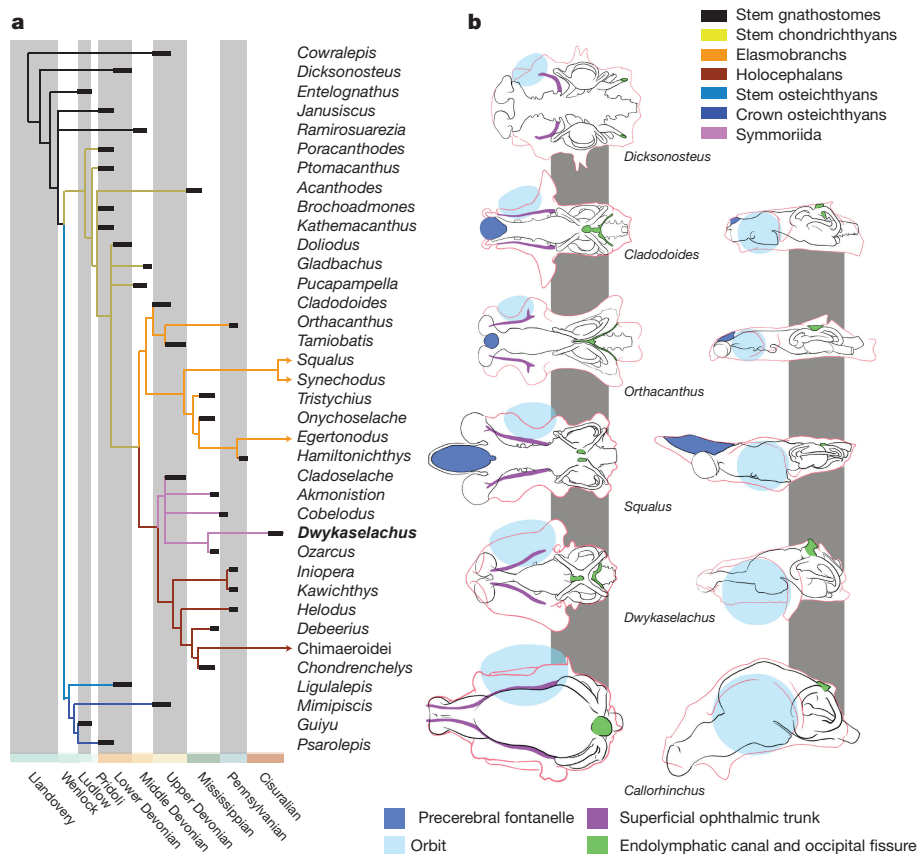 a
b
Cowralepis
Dicksonosteus
Entelognathus
Janusiscus
Ramirosuarezia
Poracanthodes
Ptomacanthus
Acanthodes
Brochoadmones
Kathemacanthus
Doliodus
Gladbachus
Pucapampella
Cladodoides
Orthacanthus
Tamiobatis
Squalus
Synechodus
Tristychius
Onychoselache
Egertonodus
Hamiltonichthys
Cladoselache
Akmonistion
Cobelodus
Dwykaselachus
Ozarcus
Iniopera
Kawichthys
Helodus
Debeerius
Chimaeroidei
Chondrenchelys
Ligulalepis
Mimipiscis
Guiyu
Psarolepis
Llandovery
Wenlock
Ludlow
Pridoli
Lower Devonian
Middle Devonian
Upper Devonian
Mississippian
Pennsylvanian
Cisuralian
Stem gnathostomes
Stem chondrichthyans
Elasmobranchs
Holocephalans
Stem osteichthyans
Crown osteichthyans
Symmoriida
Dicksonosteus
Cladodoides
Orthacanthus
Squalus
Dwykaselachus
Callorhinchus
Precerebral fontanelle
Superficial ophthalmic trunk
Orbit
Endolymphatic canal and occipital fissure